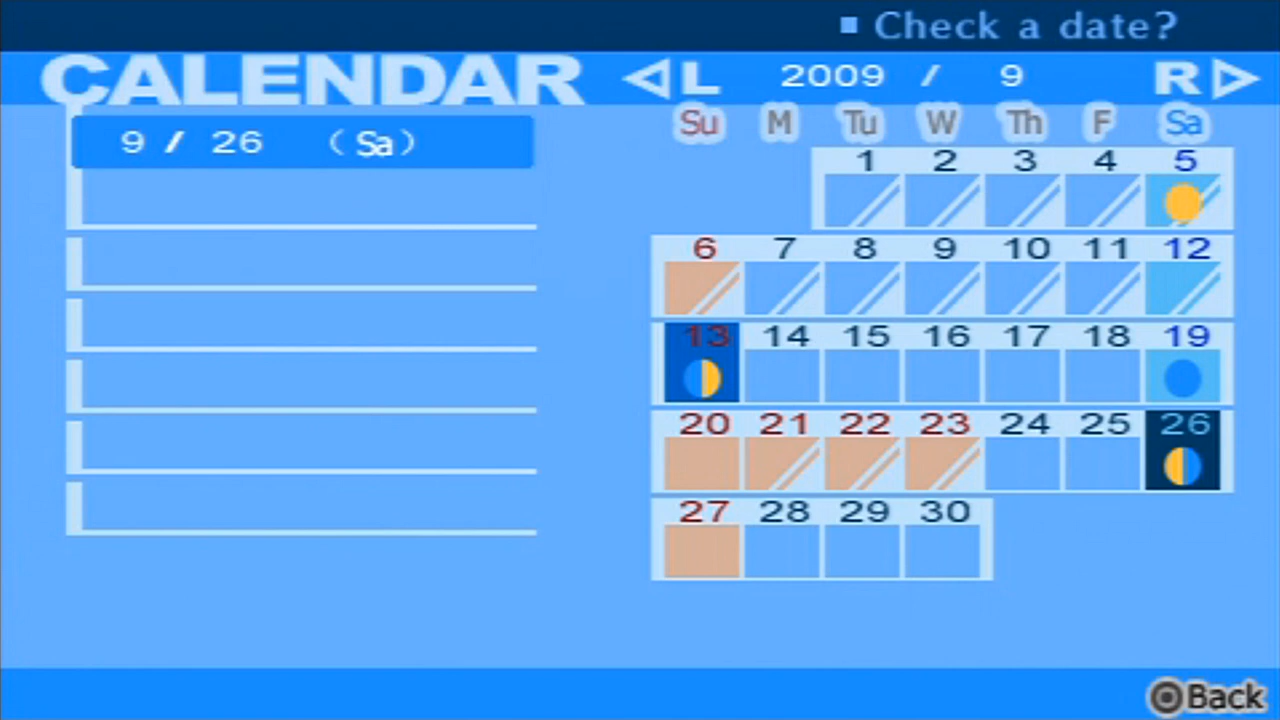 Check a date?
CALENDAR L 2009 / 9 R
9 / 26 (Sa)
Su M Tu W Th F Sa
1 2 3 4 5
6 7 8 9 10 11 12
13 14 15 16 17 18 19
20 21 22 23 24 25 26
27 28 29 30
Back